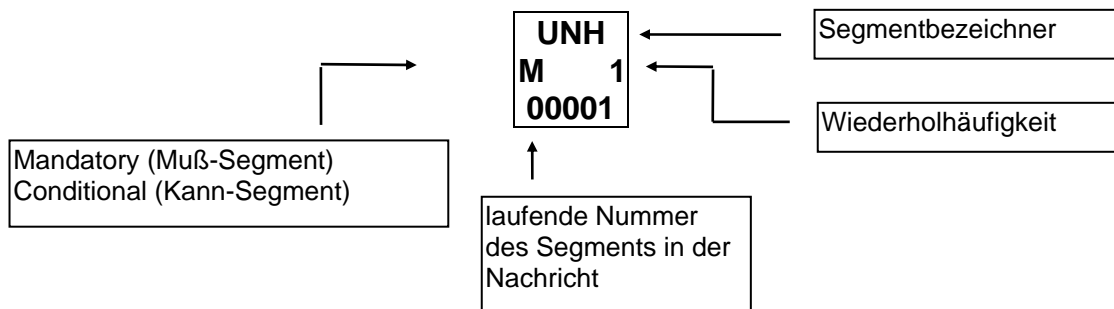 UNH
M 1
00001
Segmentbezeichner
Wiederholhäufigkeit
Mandatory (Muß-Segment)
Conditional (Kann-Segment)
laufende Nummer
des Segments in der
Nachricht